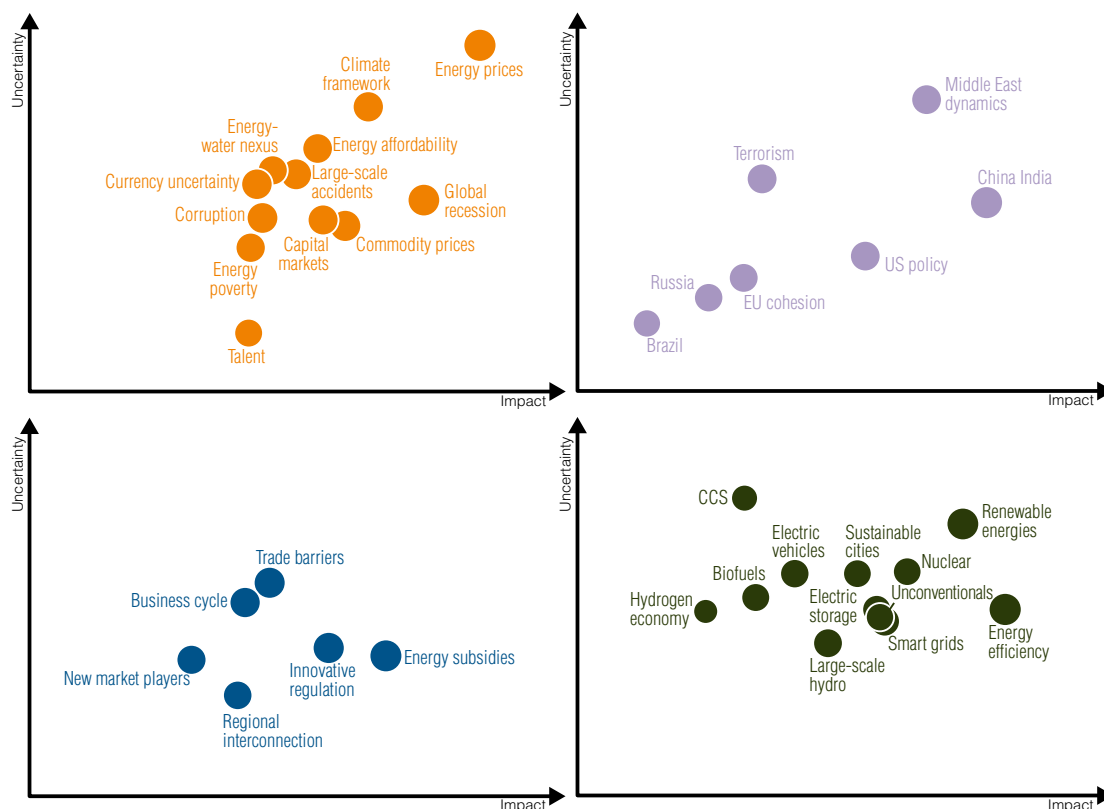 Uncertainty
Energy prices
Climate
framework
Energy-
water nexus
Energy affordability
Currency uncertainty
Large-scale
accidents
Global
recession
Corruption
Capital
markets
Commodity prices
Energy
poverty
Talent
Impact
Uncertainty
Middle East
dynamics
Terrorism
China India
US policy
Russia
EU cohesion
Brazil
Impact
Uncertainty
Trade barriers
Business cycle
New market players
Innovative
regulation
Energy subsidies
Regional
interconnection
Impact
Uncertainty
CCS
Renewable
energies
Electric
vehicles
Sustainable
cities
Nuclear
Biofuels
Hydrogen
economy
Electric
storage
Unconventionals
Smart grids
Energy
efficiency
Large-scale
hydro
Impact